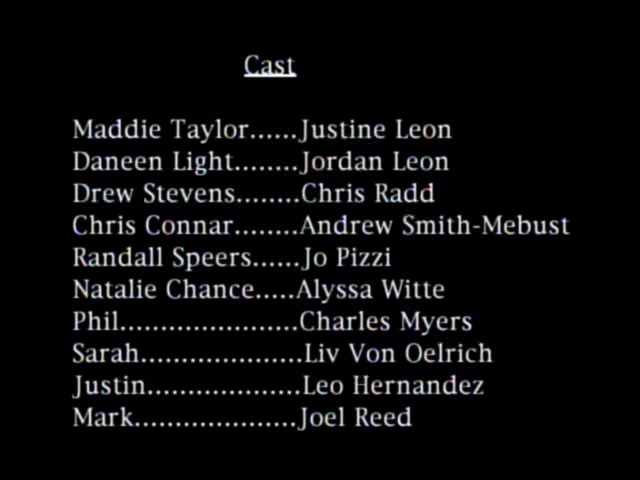 Cast
Maddie Taylor......Justine Leon
Daneen Light........Jordan Leon
Drew Stevens........Chris Radd
Chris Connar........Andrew Smith-Mebust
Randall Speers......Jo Pizzi
Natalie Chance.....Alyssa Witte
Phil......................Charles Myers
Sarah....................Liv Von Oelrich
Justin...................Leo Hernandez
Mark....................Joel Reed